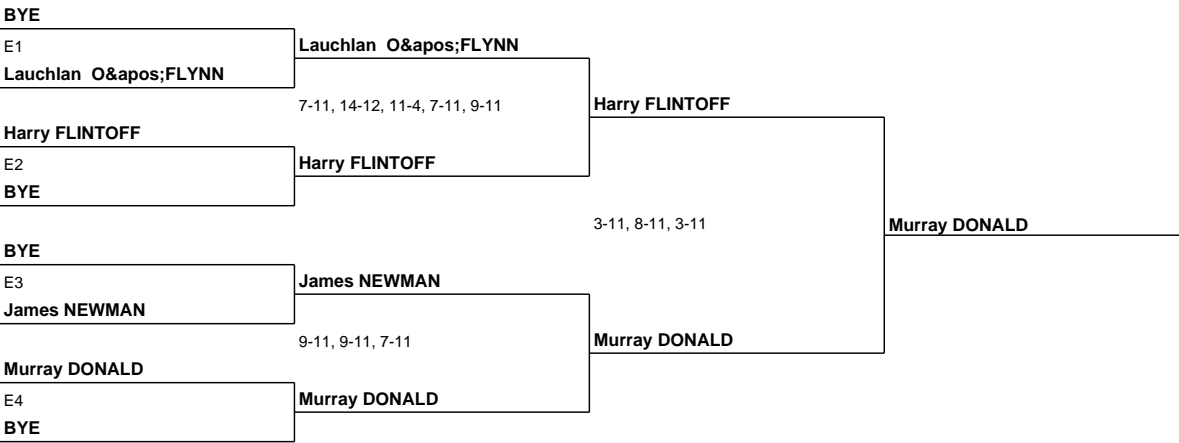 BYE
E1
Lauchlan  O&apos;FLYNN
Lauchlan  O&apos;FLYNN
7-11, 14-12, 11-4, 7-11, 9-11
Harry FLINTOFF
Harry FLINTOFF
E2
Harry FLINTOFF
BYE
3-11, 8-11, 3-11
Murray DONALD
BYE
E3
James NEWMAN
James NEWMAN
9-11, 9-11, 7-11
Murray DONALD
Murray DONALD
E4
Murray DONALD
BYE